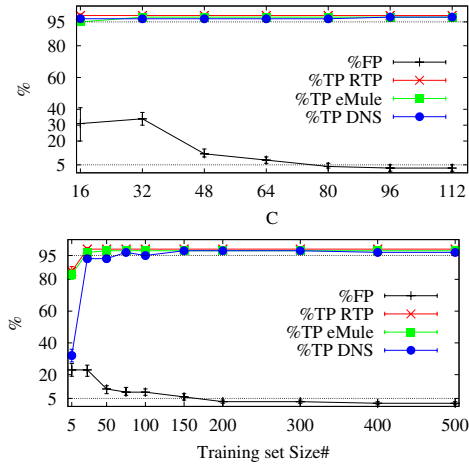 95
80
60
%
40
30
20
5
%FP
%TP RTP
%TP eMule
%TP DNS
16 32 48 64 80 96 112
C
95
80
60
%
40
20
5
%FP
%TP RTP
%TP eMule
%TP DNS
5 50 100 150 200 300 400 500
Training set Size#